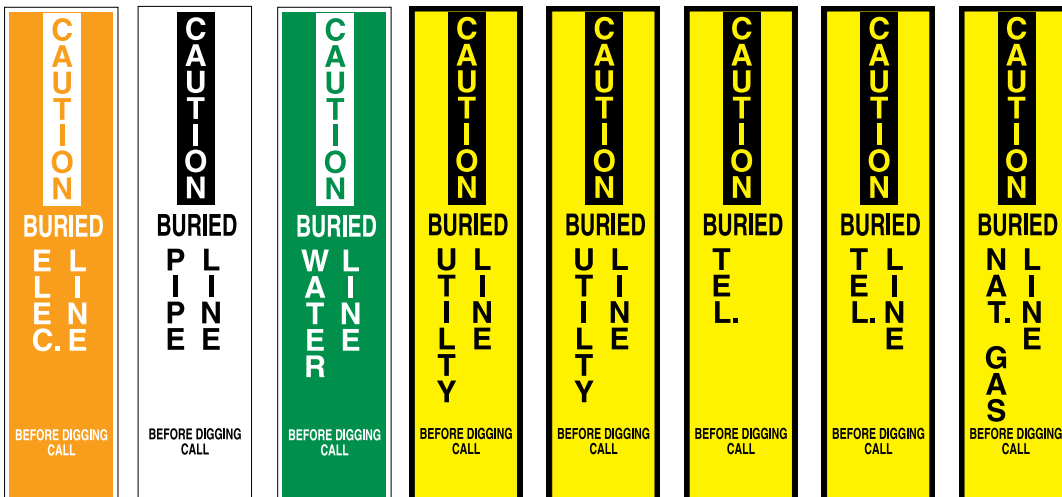 CAUTION
BURIED
ELEC. LINE
BEFORE DIGGING
CALL
CAUTION
BURIED
PIPE LINE
BEFORE DIGGING
CALL
CAUTION
BURIED
WATER LINE
BEFORE DIGGING
CALL
CAUTION
BURIED
UTILTY LINE
BEFORE DIGGING
CALL
CAUTION
BURIED
UTILTY LINE
BEFORE DIGGING
CALL
CAUTION
BURIED
TEL.
BEFORE DIGGING
CALL
CAUTION
BURIED
TEL. LINE
BEFORE DIGGING
CALL
CAUTION
BURIED
NAT. GAS LINE
BEFORE DIGGING
CALL